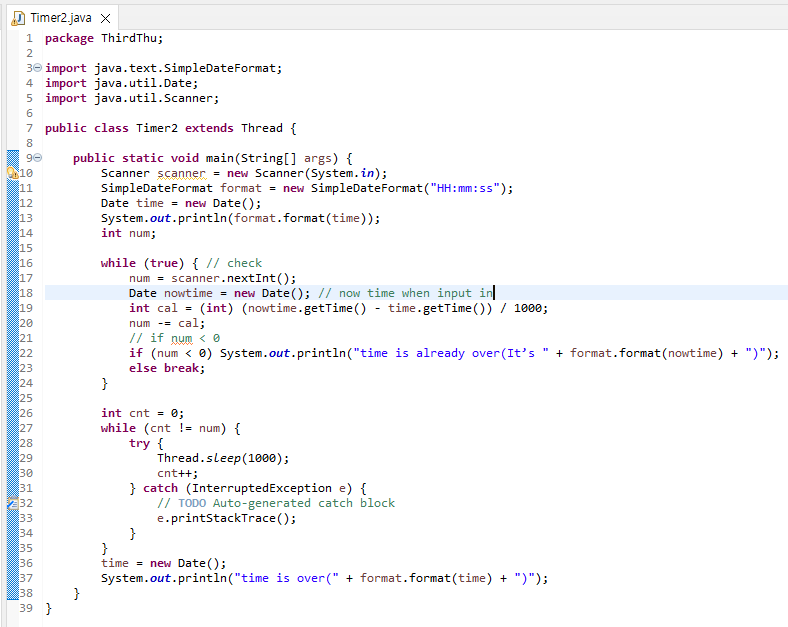 Timer2.java
1 package ThirdThu;
2
3 import java.text.SimpleDateFormat;
4 import java.util.Date;
5 import java.util.Scanner;
6
7 public class Timer2 extends Thread {
8
9     public static void main(String[] args) {
10         Scanner scanner = new Scanner(System.in);
11         SimpleDateFormat format = new SimpleDateFormat("HH:mm:ss");
12         Date time = new Date();
13         System.out.println(format.format(time));
14         int num;
15
16         while (true) { // check
17             num = scanner.nextInt();
18             Date nowtime = new Date(); // now time when input in
19             int cal = (int) (nowtime.getTime() - time.getTime()) / 1000;
20             num -= cal;
21             // if num < 0
22             if (num < 0) System.out.println("time is already over(It’s " + format.format(nowtime) + ")");
23             else break;
24         }
25
26         int cnt = 0;
27         while (cnt != num) {
28             try {
29                 Thread.sleep(1000);
30                 cnt++;
31             } catch (InterruptedException e) {
32                 // TODO Auto-generated catch block
33                 e.printStackTrace();
34             }
35         }
36         time = new Date();
37         System.out.println("time is over(" + format.format(time) + ")");
38     }
39 }